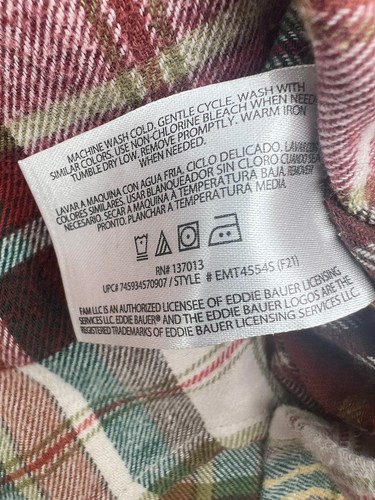 MACHINE WASH COLD, GENTLE CYCLE. WASH WITH
SIMILAR COLORS. USE NON-CHLORINE BLEACH WHEN NEED
TUMBLE DRY LOW, REMOVE PROMPTLY. WARM IRON
WHEN NEEDED.
LAVAR A MAQUINA CON AGUA FRIA, CICLO DELICADO. LAVAR CON
COLORES SIMILARES. USAR BLANQUEADOR SIN CLORO CUANDO SEA
NECESARIO. SECAR A MAQUINA A TEMPERATURA BAJA, REMOVER
PRONTO. PLANCHAR A TEMPERATURA MEDIA.
RN# 137013
UPC# 745934570907 / STYLE # EMT4554S (F21)
FAM LLC IS AN AUTHORIZED LICENSEE OF EDDIE BAUER LICENSING
SERVICES LLC. EDDIE BAUER® AND THE EDDIE BAUER LOGOS ARE THE
REGISTERED TRADEMARKS OF EDDIE BAUER LICENSING SERVICES LLC.